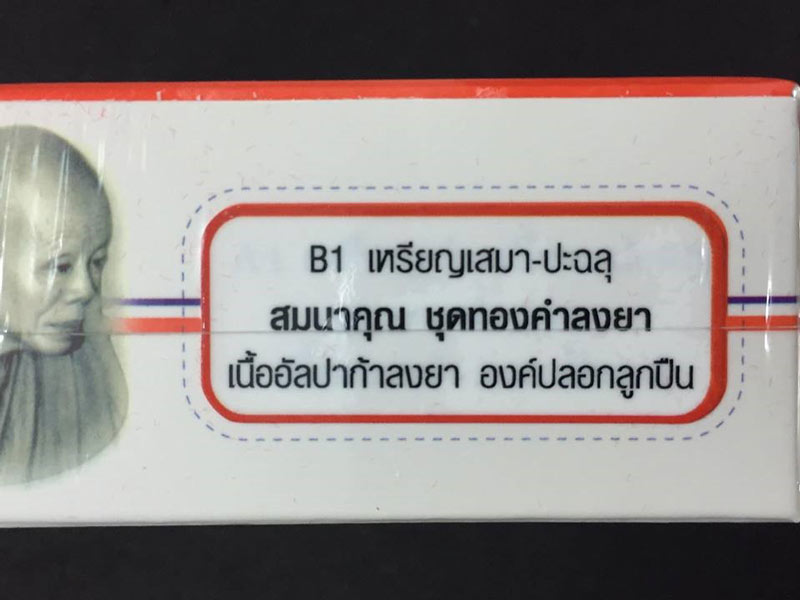 B1 เหรียญเสมา-ปะฉลุ
สมนาคุณ ชุดทองคำลงยา
เนื้ออัลปาก้าลงยา องค์ปลอกลูกปืน